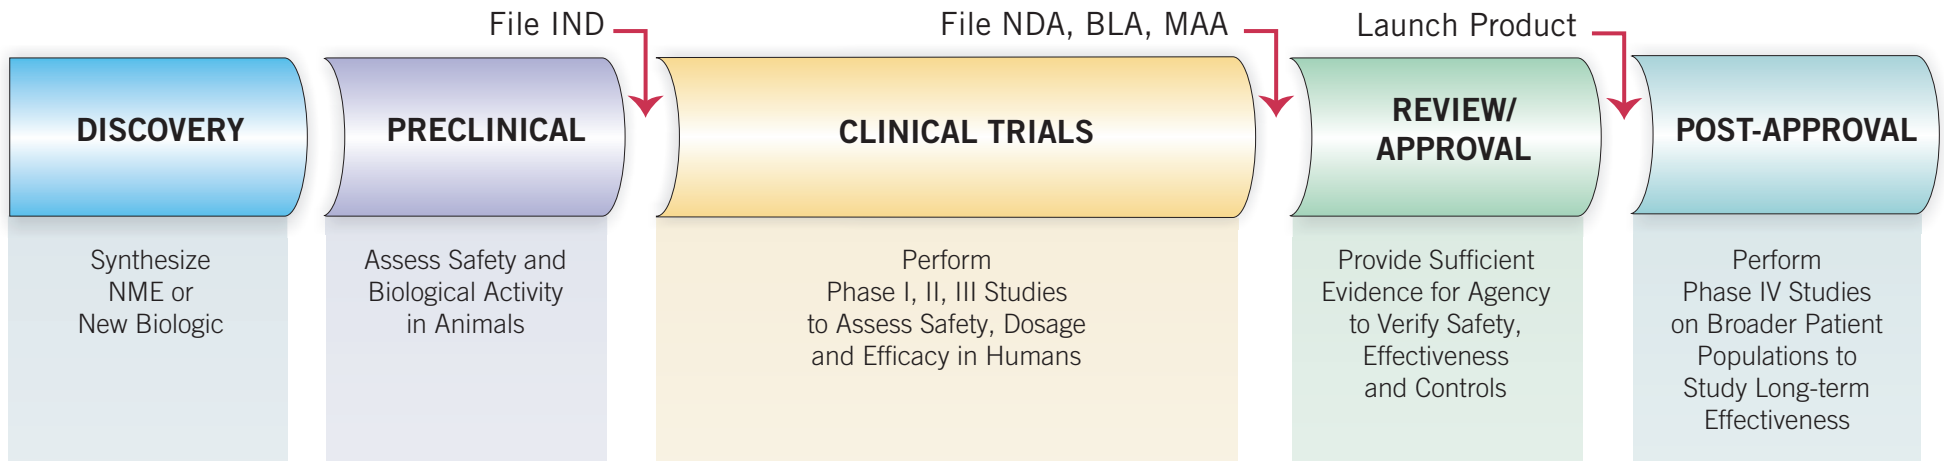 File IND
File NDA, BLA, MAA
Launch Product
DISCOVERY
PRECLINICAL
CLINICAL TRIALS
REVIEW/
APPROVAL
POST-APPROVAL
Synthesize
NME or
New Biologic
Assess Safety and
Biological Activity
in Animals
Perform
Phase I, II, III Studies
to Assess Safety, Dosage
and Efficacy in Humans
Provide Sufficient
Evidence for Agency
to Verify Safety,
Effectiveness
and Controls
Perform
Phase IV Studies
on Broader Patient
Populations to
Study Long-term
Effectiveness